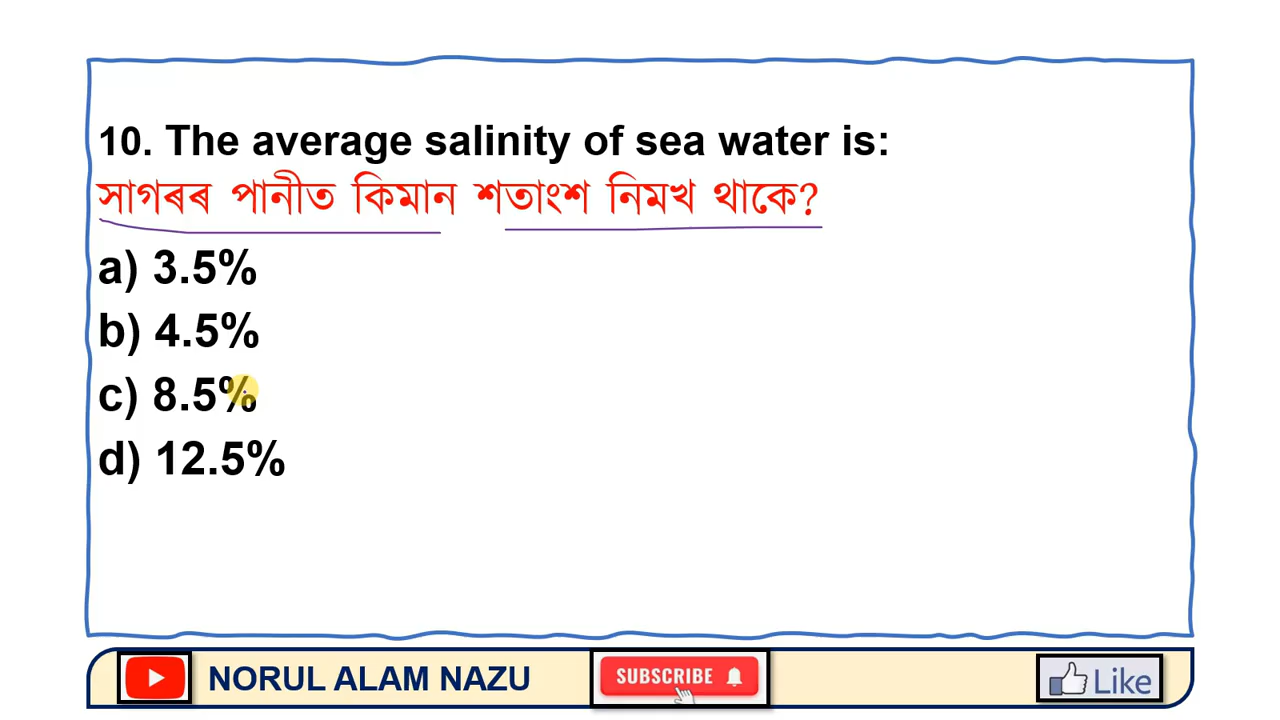 10. The average salinity of sea water is:
সাগৰৰ পানীত কিমান শতাংশ নিমখ থাকে?
a) 3.5%
b) 4.5%
c) 8.5%
d) 12.5%
NORUL ALAM NAZU
SUBSCRIBE
Like